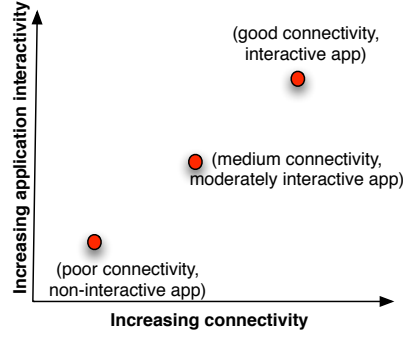 (good connectivity,
interactive app)
Increasing application interactivity
(medium connectivity,
moderately interactive app)
(poor connectivity,
non-interactive app)
Increasing connectivity